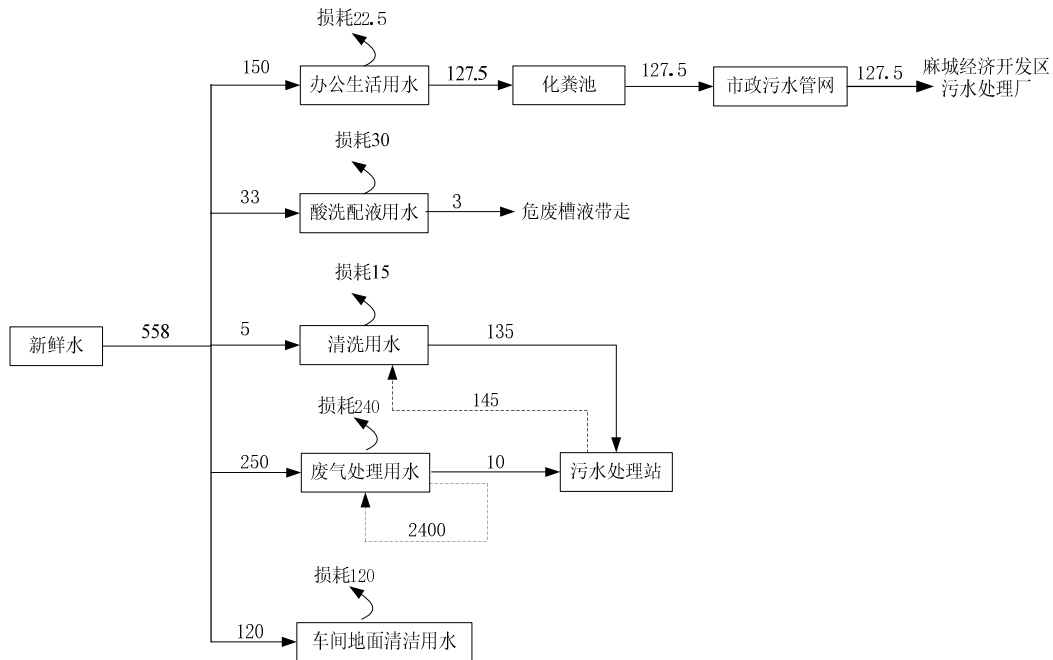 损耗22.5
150
办公生活用水
127.5
化粪池
127.5
市政污水管网
127.5
麻城经济开发区
污水处理厂
损耗30
33
酸洗配液用水
3
危废槽液带走
损耗15
新鲜水
558
5
清洗用水
135
145
损耗240
250
废气处理用水
10
污水处理站
2400
损耗120
120
车间地面清洁用水